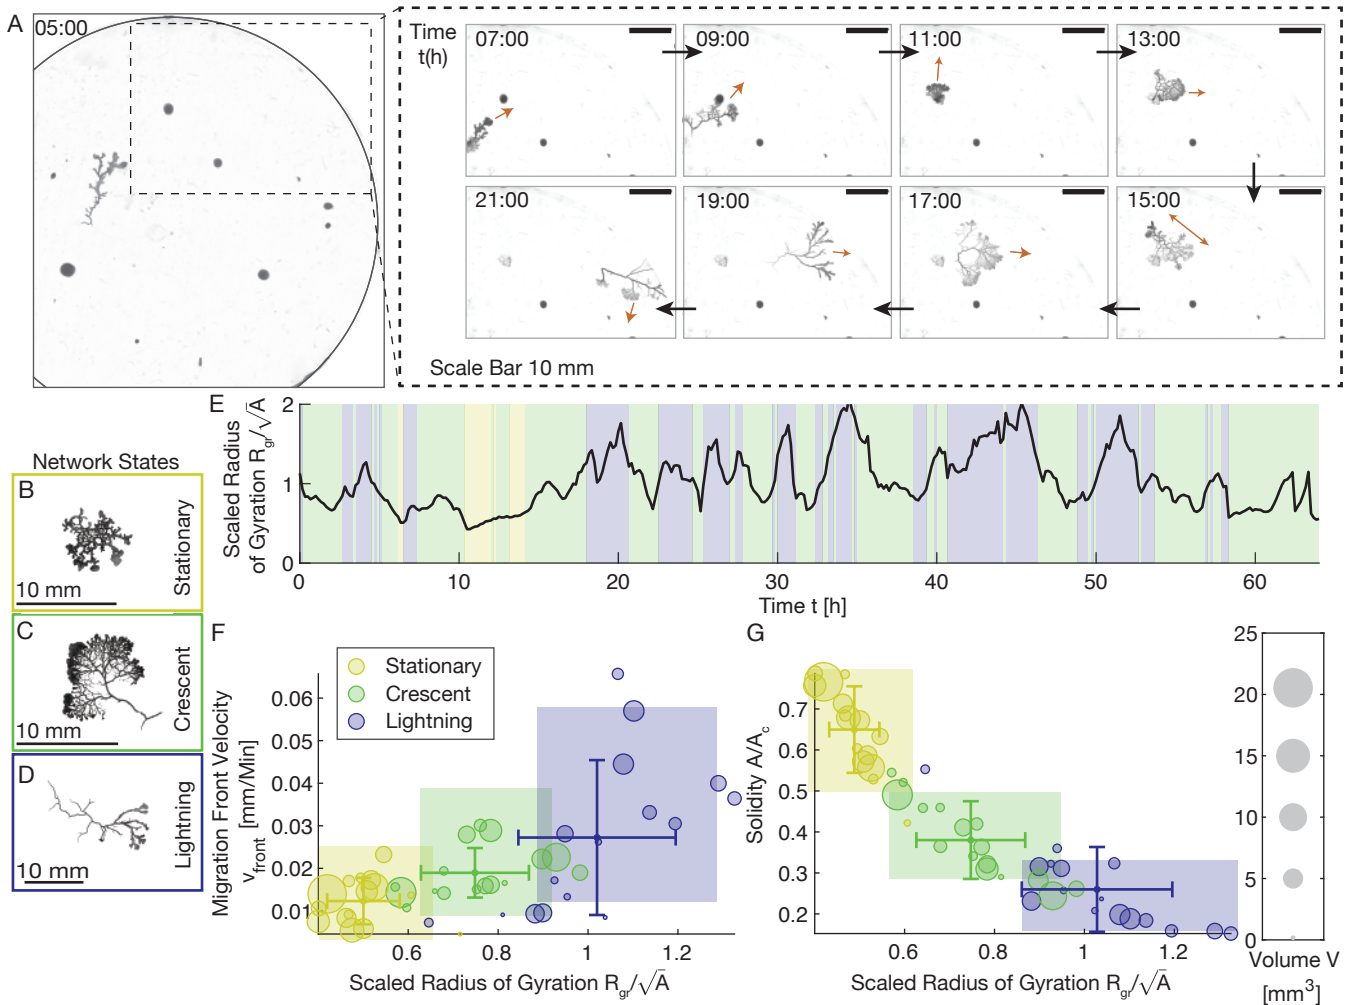 A
05:00
Time
t(h)
07:00
09:00
11:00
13:00
21:00
19:00
17:00
15:00
Scale Bar 10 mm
Network States
B
Stationary
10 mm
C
Crescent
10 mm
D
Lightning
10 mm
E
Scaled Radius
of Gyration R_gr/√A
2
1
0
0
10
20
30
40
50
60
Time t [h]
F
Stationary
Crescent
Lightning
Migration Front Velocity
v_front [mm/Min]
0.06
0.05
0.04
0.03
0.02
0.01
0.6
0.8
1
1.2
Scaled Radius of Gyration R_gr/√A
G
Solidity A/A_c
0.7
0.6
0.5
0.4
0.3
0.2
0.6
0.8
1
1.2
Scaled Radius of Gyration R_gr/√A
25
20
15
10
5
0
Volume V
[mm³]